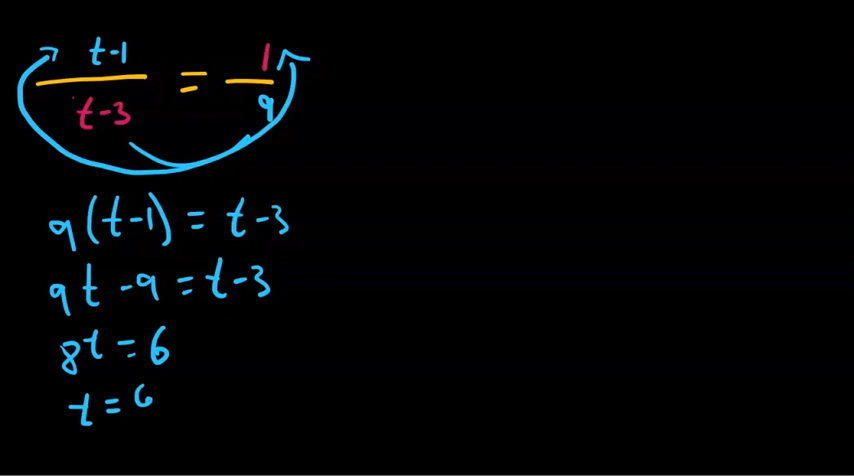 t-1/t-3 = 1/9
9(t-1) = t-3
9t-9 = t-3
8t = 6
t = 6